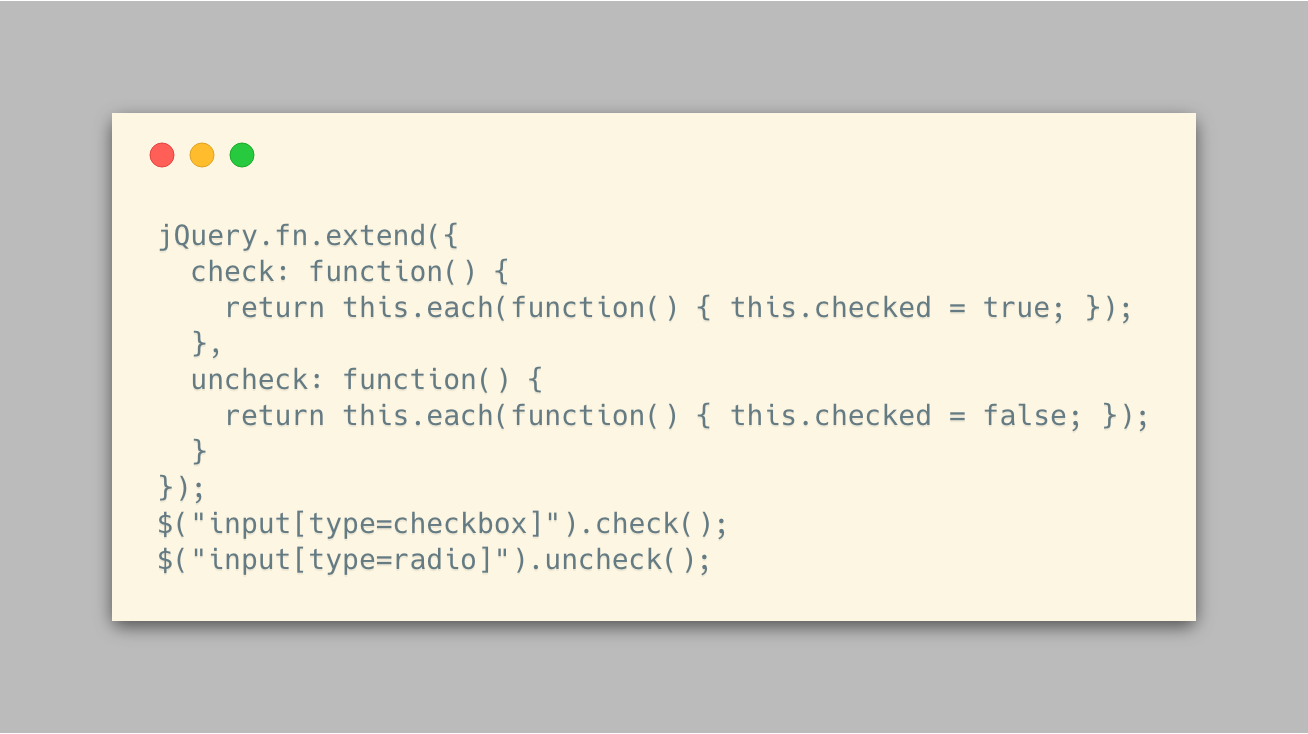 jQuery.fn.extend({
  check: function() {
    return this.each(function() { this.checked = true; });
  },
  uncheck: function() {
    return this.each(function() { this.checked = false; });
  }
});
$("input[type=checkbox]").check();
$("input[type=radio]").uncheck();